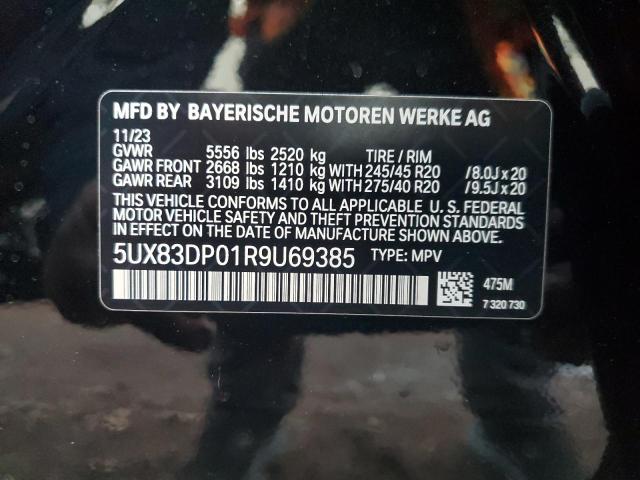 MFD BY BAYERISCHE MOTOREN WERKE AG
11/23
GVWR 5556 lbs 2520 kg TIRE / RIM
GAWR FRONT 2668 lbs 1210 kg WITH 245/45 R20 /8.0J x 20
GAWR REAR 3109 lbs 1410 kg WITH 275/40 R20 /9.5J x 20
THIS VEHICLE CONFORMS TO ALL APPLICABLE U. S. FEDERAL
MOTOR VEHICLE SAFETY AND THEFT PREVENTION STANDARDS
IN EFFECT ON THE DATE OF MANUFACTURE SHOWN ABOVE.
5UX83DP01R9U69385 TYPE: MPV
475M
7 320 730